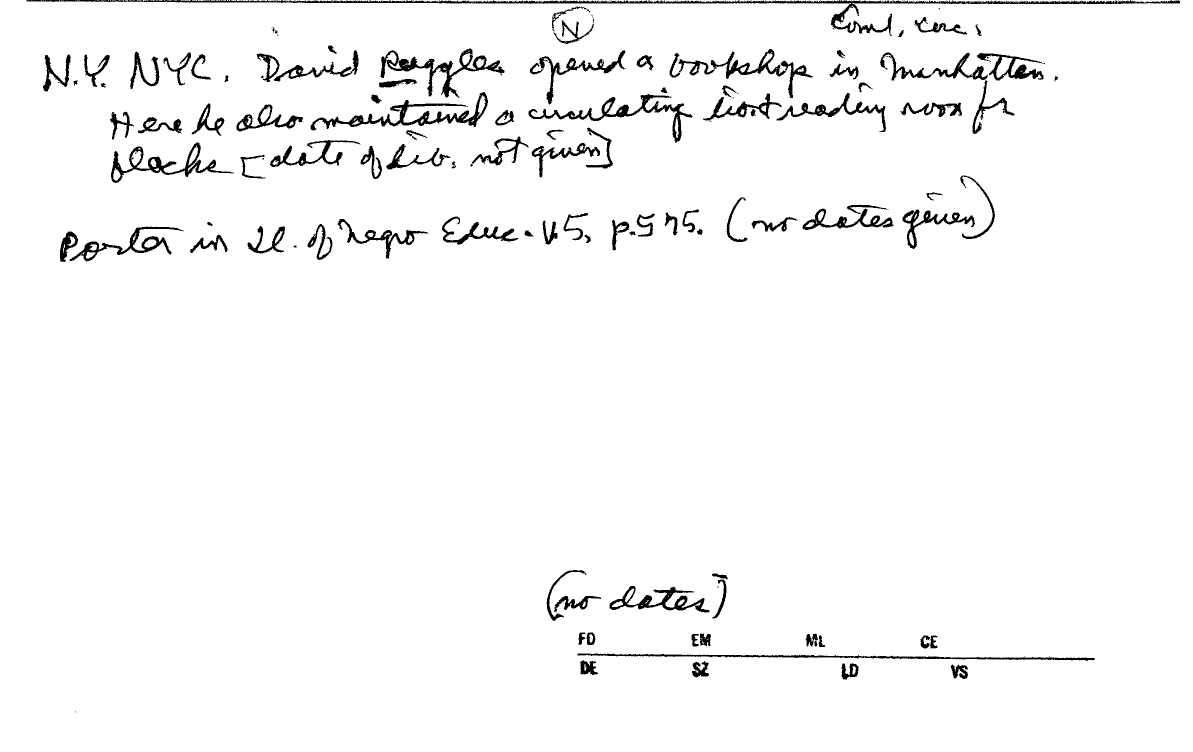 N
Coml, circ.
N.Y. NYC. David Ruggles opened a bookshop in Manhattan.
Here he also maintained a circulating lib. & reading room for
blacks [date of lib. not given]
Porter in Jl. of Negro Educ. V.5, p.575. (no dates given)
(no dates)
FD EM ML CE
DE SZ LD VS